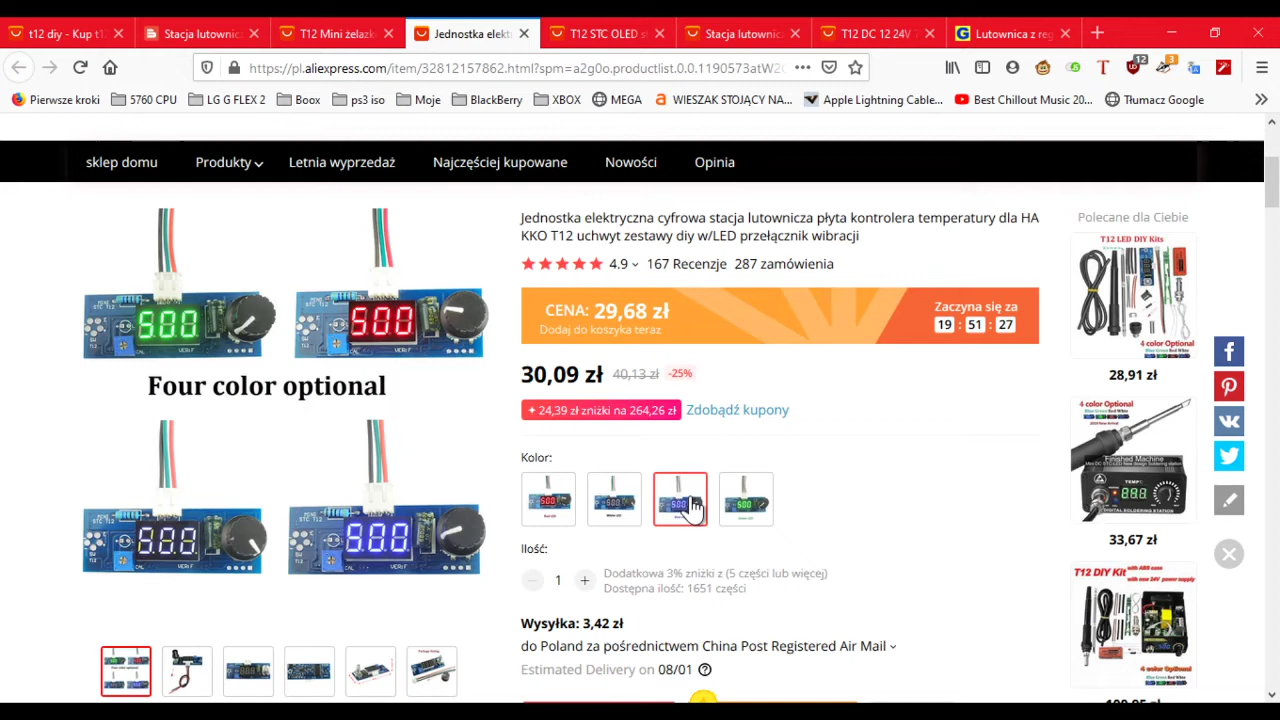 t12 diy - Kup t12
Stacja lutownic
T12 Mini żelazk
Jednostka elekt
T12 STC OLED s
Stacja lutownic
T12 DC 12 24V
Lutownica z reg
https://pl.aliexpress.com/item/32812157862.html?spm=a2g0o.productlist.0.0.1190573atW2
12
3
Pierwsze kroki
5760 CPU
LG G FLEX 2
Boox
ps3 iso
Moje
BlackBerry
XBOX
MEGA
WIESZAK STOJĄCY NA...
Apple Lightning Cable...
Best Chillout Music 20...
Tłumacz Google
sklep domu
Produkty
Letnia wyprzedaż
Najczęściej kupowane
Nowości
Opinia
Four color optional
Jednostka elektryczna cyfrowa stacja lutownicza płyta kontrolera temperatury dla HA
KKO T12 uchwyt zestawy diy w/LED przełącznik wibracji
4.9
167 Recenzje
287 zamówienia
CENA: 29,68 zł
Dodaj do koszyka teraz
Zaczyna się za
19 : 51 : 27
30,09 zł
40,13 zł
-25%
+ 24,39 zł zniżki na 264,26 zł
Zdobądź kupony
Kolor:
Ilość:
1
Dodatkowa 3% zniżki z (5 części lub więcej)
Dostępna ilość: 1651 części
Wysyłka: 3,42 zł
do Poland za pośrednictwem China Post Registered Air Mail
Estimated Delivery on 08/01
Polecane dla Ciebie
T12 LED DIY Kits
4 color Optional
28,91 zł
4 color Optional
Finished Machine
DIGITAL SOLDERING STATION
33,67 zł
T12 DIY Kit
with ABS case
with new 24V power supply
4 color Optional